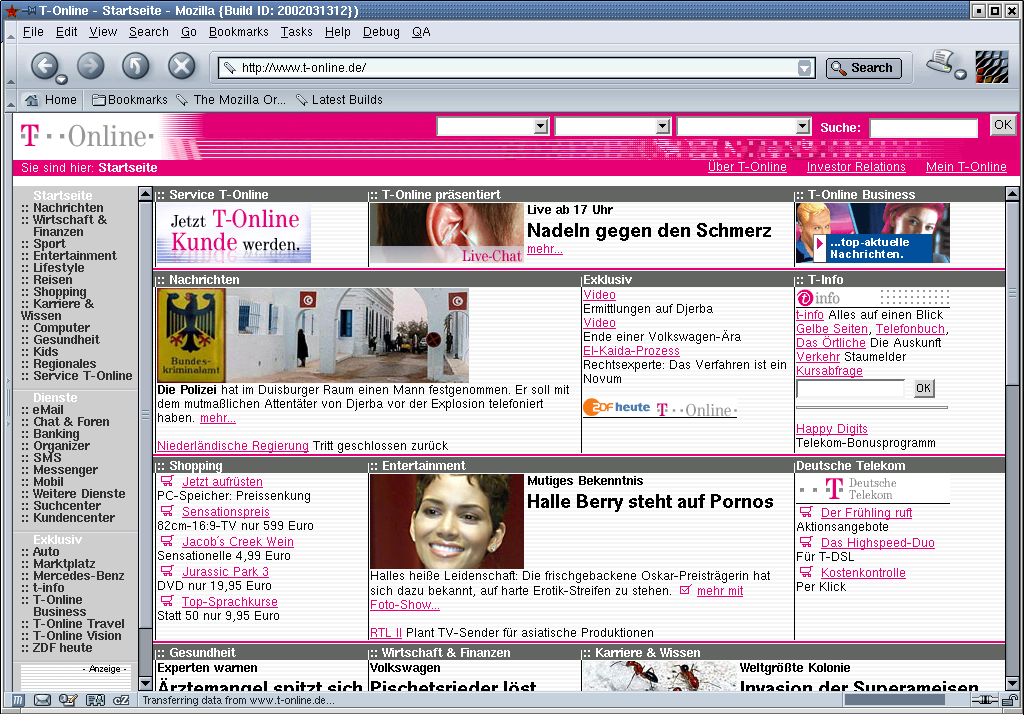 T-Online - Startseite - Mozilla {Build ID: 2002031312})
File Edit View Search Go Bookmarks Tasks Help Debug QA
http://www.t-online.de/
Search
Home Bookmarks The Mozilla Or... Latest Builds
T··Online·
Suche: OK
Sie sind hier: Startseite
Über T-Online Investor Relations Mein T-Online
Startseite
:: Nachrichten
:: Wirtschaft &
Finanzen
:: Sport
:: Entertainment
:: Lifestyle
:: Reisen
:: Shopping
:: Karriere &
Wissen
:: Computer
:: Gesundheit
:: Kids
:: Regionales
:: Service T-Online
Dienste
:: eMail
:: Chat & Foren
:: Banking
:: Organizer
:: SMS
:: Messenger
:: Mobil
:: Weitere Dienste
:: Suchcenter
:: Kundencenter
Exklusiv
:: Auto
:: Marktplatz
:: Mercedes-Benz
:: t-info
:: T-Online
Business
:: T-Online Travel
:: T-Online Vision
:: ZDF heute
- Anzeige -
:: Service T-Online
Jetzt T-Online
Kunde werden.
:: T-Online präsentiert
Live-Chat
Live ab 17 Uhr
Nadeln gegen den Schmerz
mehr...
:: T-Online Business
...top-aktuelle
Nachrichten.
:: Nachrichten
Bundes-
kriminalamt
Die Polizei hat im Duisburger Raum einen Mann festgenommen. Er soll mit
dem mutmaßlichen Attentäter von Djerba vor der Explosion telefoniert
haben. mehr...
Niederländische Regierung Tritt geschlossen zurück
Exklusiv
Video
Ermittlungen auf Djerba
Video
Ende einer Volkswagen-Ära
El-Kaida-Prozess
Rechtsexperte: Das Verfahren ist ein
Novum
ZDF heute T··Online·
:: T-Info
t info
t-info Alles auf einen Blick
Gelbe Seiten, Telefonbuch,
Das Örtliche Die Auskunft
Verkehr Staumelder
Kursabfrage
OK
Happy Digits
Telekom-Bonusprogramm
:: Shopping
Jetzt aufrüsten
PC-Speicher: Preissenkung
Sensationspreis
82cm-16:9-TV nur 599 Euro
Jacob´s Creek Wein
Sensationelle 4,99 Euro
Jurassic Park 3
DVD nur 19,95 Euro
Top-Sprachkurse
Statt 50 nur 9,95 Euro
:: Entertainment
Mutiges Bekenntnis
Halle Berry steht auf Pornos
Halles heiße Leidenschaft: Die frischgebackene Oskar-Preisträgerin hat
sich dazu bekannt, auf harte Erotik-Streifen zu stehen. mehr mit
Foto-Show...
RTL II Plant TV-Sender für asiatische Produktionen
Deutsche Telekom
··T· Deutsche
Telekom
Der Frühling ruft
Aktionsangebote
Das Highspeed-Duo
Für T-DSL
Kostenkontrolle
Per Klick
:: Gesundheit
Experten warnen
Ärztemangel spitzt sich
:: Wirtschaft & Finanzen
Volkswagen
Pischetsrieder löst
:: Karriere & Wissen
Weltgrößte Kolonie
Invasion der Superameisen
Transferring data from www.t-online.de...